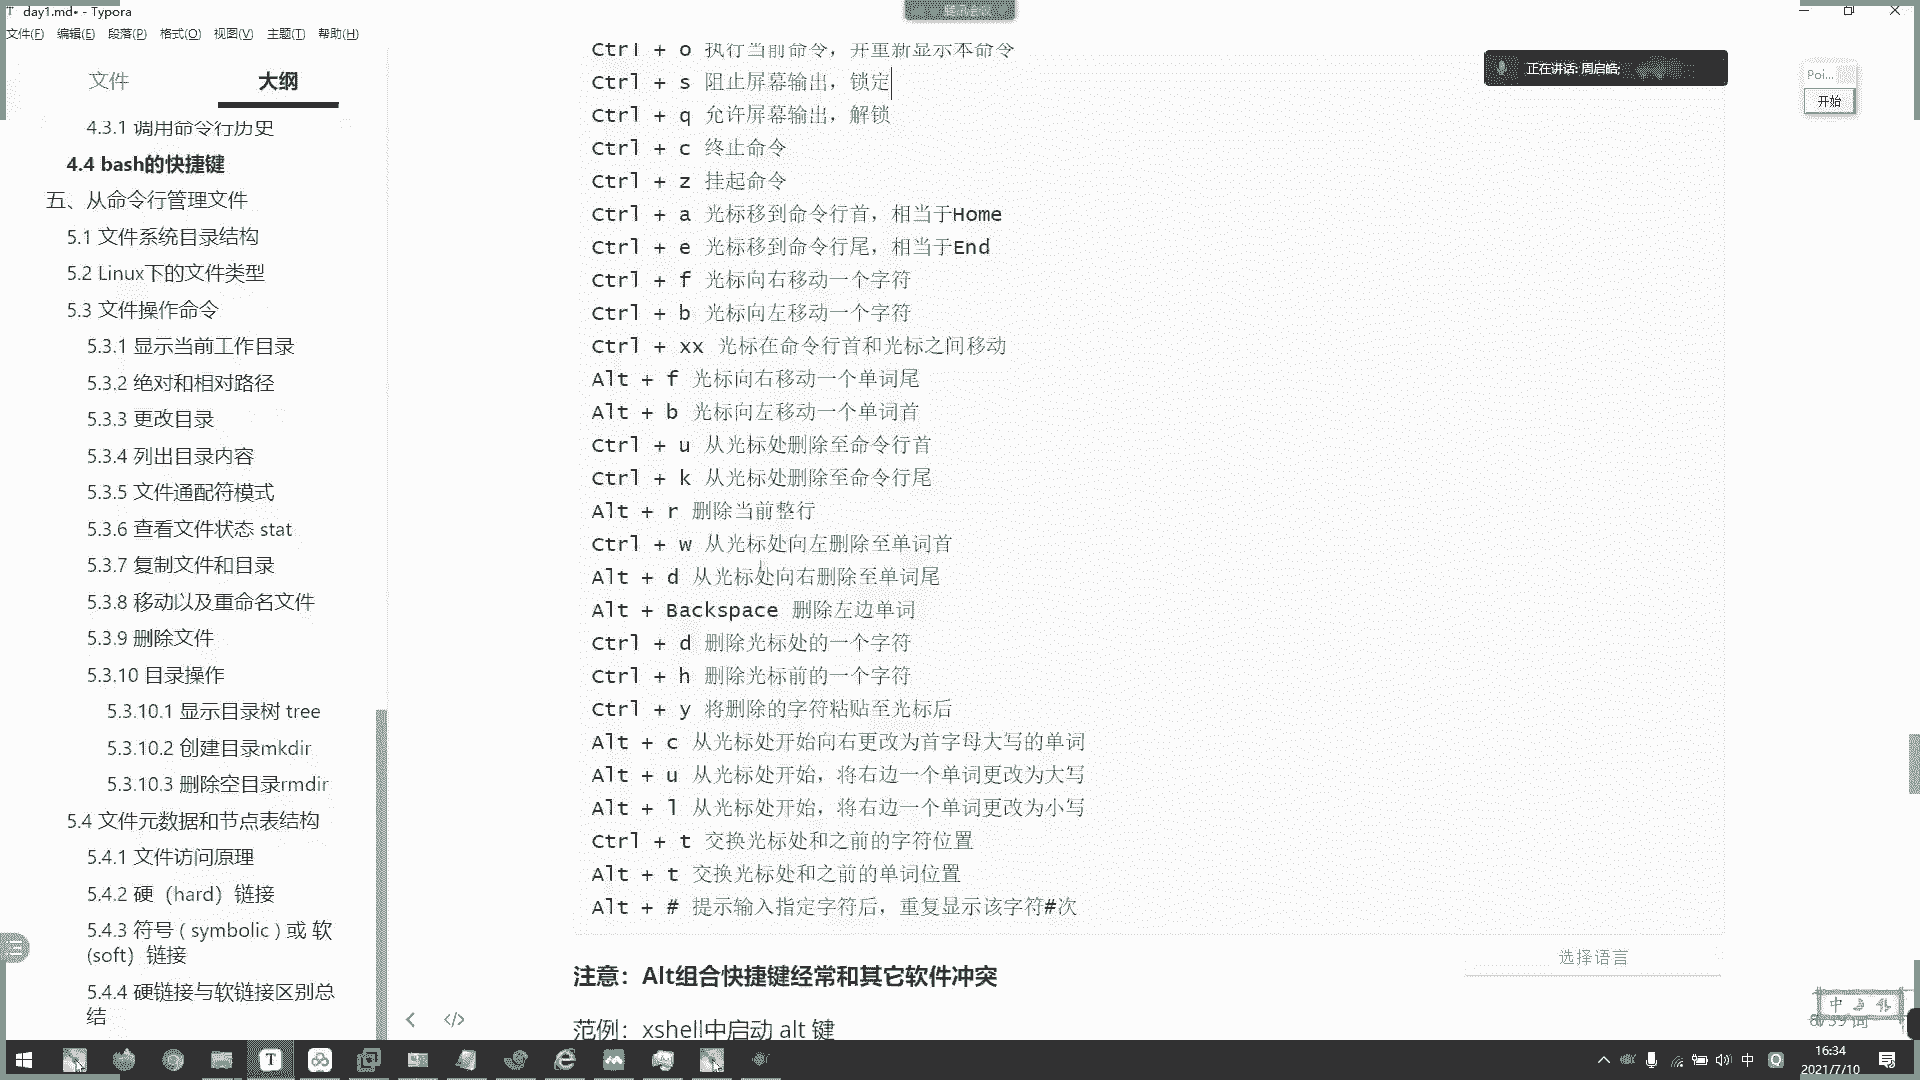 day1.md• - Typora
文件(F) 编辑(E) 段落(P) 格式(O) 视图(V) 主题(T) 帮助(H)
文件 大纲
4.3.1 调用命令行历史
4.4 bash的快捷键
五、从命令行管理文件
5.1 文件系统目录结构
5.2 Linux下的文件类型
5.3 文件操作命令
5.3.1 显示当前工作目录
5.3.2 绝对和相对路径
5.3.3 更改目录
5.3.4 列出目录内容
5.3.5 文件通配符模式
5.3.6 查看文件状态 stat
5.3.7 复制文件和目录
5.3.8 移动以及重命名文件
5.3.9 删除文件
5.3.10 目录操作
5.3.10.1 显示目录树 tree
5.3.10.2 创建目录mkdir
5.3.10.3 删除空目录rmdir
5.4 文件元数据和节点表结构
5.4.1 文件访问原理
5.4.2 硬（hard）链接
5.4.3 符号 ( symbolic ) 或 软
(soft）链接
5.4.4 硬链接与软链接区别总
结
Ctrl + o 执行当前命令，并重新显示本命令
Ctrl + s 阻止屏幕输出，锁定
Ctrl + q 允许屏幕输出，解锁
Ctrl + c 终止命令
Ctrl + z 挂起命令
Ctrl + a 光标移到命令行首，相当于Home
Ctrl + e 光标移到命令行尾，相当于End
Ctrl + f 光标向右移动一个字符
Ctrl + b 光标向左移动一个字符
Ctrl + xx 光标在命令行首和光标之间移动
Alt + f 光标向右移动一个单词尾
Alt + b 光标向左移动一个单词首
Ctrl + u 从光标处删除至命令行首
Ctrl + k 从光标处删除至命令行尾
Alt + r 删除当前整行
Ctrl + w 从光标处向左删除至单词首
Alt + d 从光标处向右删除至单词尾
Alt + Backspace 删除左边单词
Ctrl + d 删除光标处的一个字符
Ctrl + h 删除光标前的一个字符
Ctrl + y 将删除的字符粘贴至光标后
Alt + c 从光标处开始向右更改为首字母大写的单词
Alt + u 从光标处开始，将右边一个单词更改为大写
Alt + l 从光标处开始，将右边一个单词更改为小写
Ctrl + t 交换光标处和之前的字符位置
Alt + t 交换光标处和之前的单词位置
Alt + # 提示输入指定字符后，重复显示该字符#次
选择语言
注意：Alt组合快捷键经常和其它软件冲突
范例：xshell中启动 alt 键
正在讲话: 周启皓;
Poi...
开始
中
中
16:34
2021/7/10